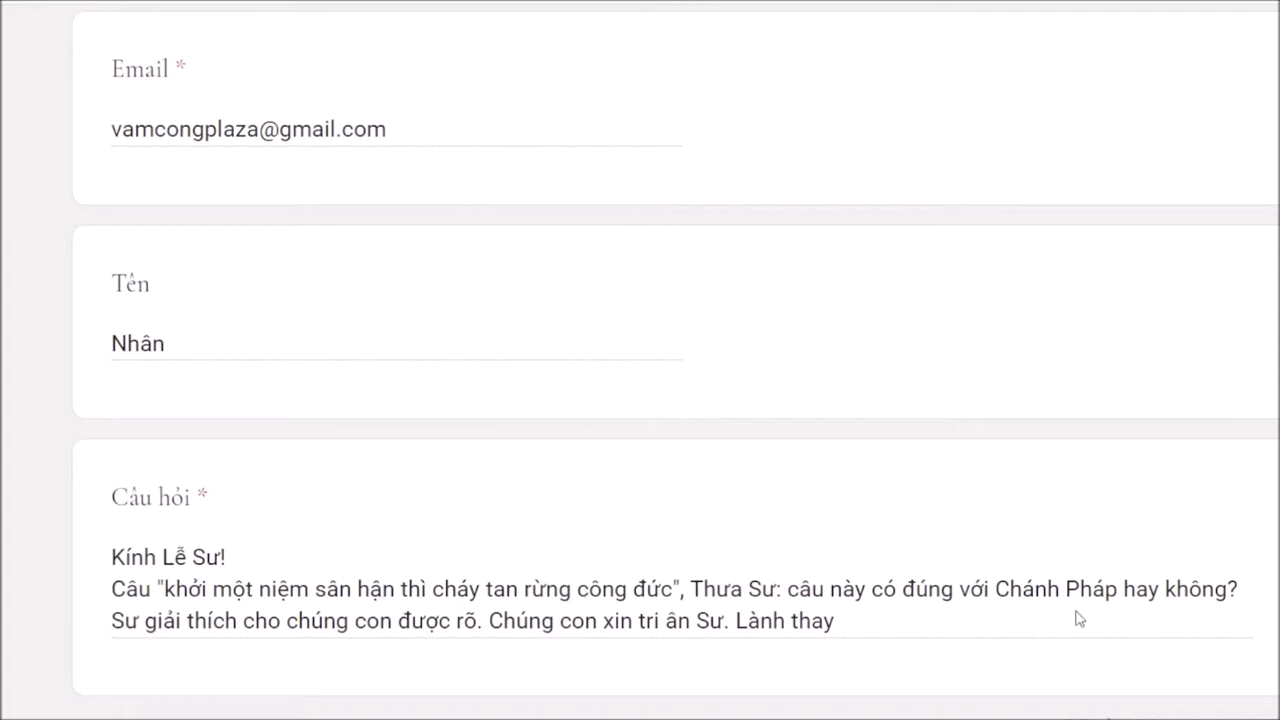 Email *
vamcongplaza@gmail.com
Tên
Nhân
Câu hỏi *
Kính Lễ Sư!
Câu "khởi một niệm sân hận thì cháy tan rừng công đức", Thưa Sư: câu này có đúng với Chánh Pháp hay không?
Sư giải thích cho chúng con được rõ. Chúng con xin tri ân Sư. Lành thay